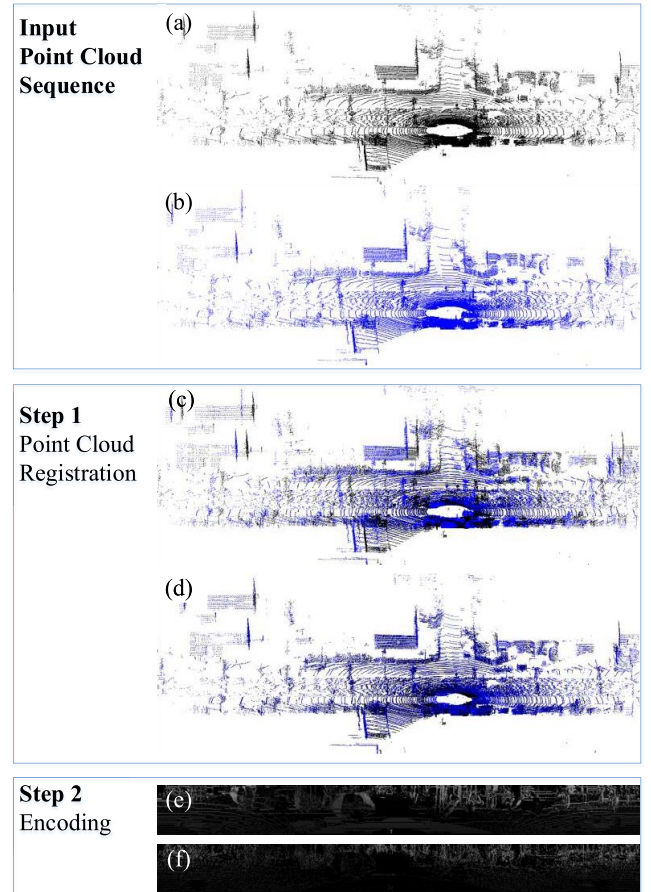 Input
Point Cloud
Sequence
(a)
(b)
Step 1
Point Cloud
Registration
(c)
(d)
Step 2
Encoding
(e)
(f)